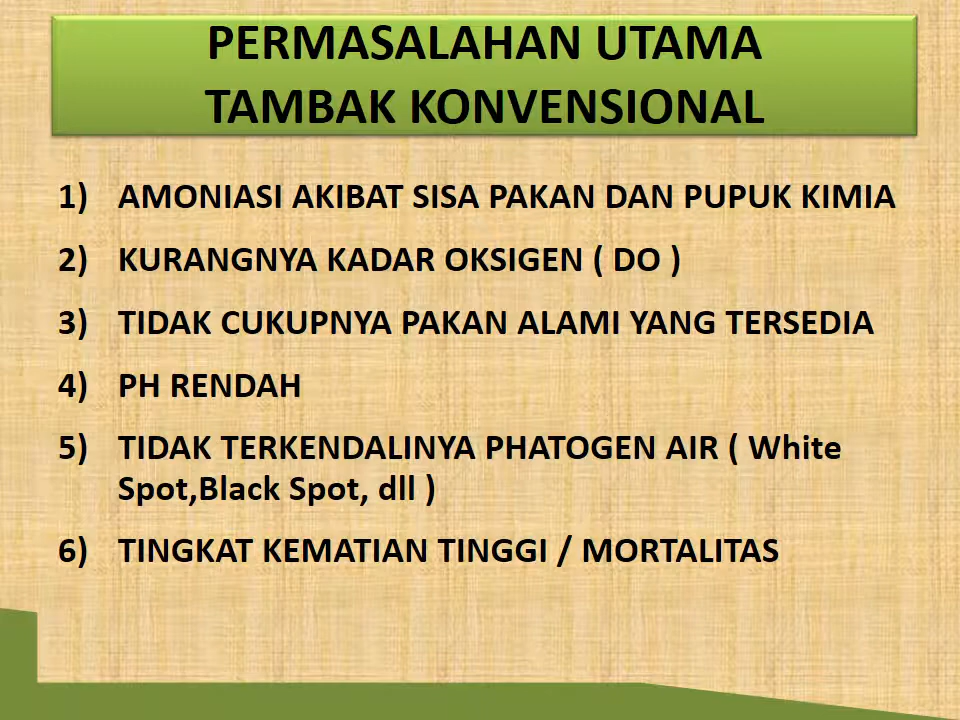 PERMASALAHAN UTAMA
TAMBAK KONVENSIONAL
1) AMONIASI AKIBAT SISA PAKAN DAN PUPUK KIMIA
2) KURANGNYA KADAR OKSIGEN ( DO )
3) TIDAK CUKUPNYA PAKAN ALAMI YANG TERSEDIA
4) PH RENDAH
5) TIDAK TERKENDALINYA PHATOGEN AIR ( White
Spot,Black Spot, dll )
6) TINGKAT KEMATIAN TINGGI / MORTALITAS